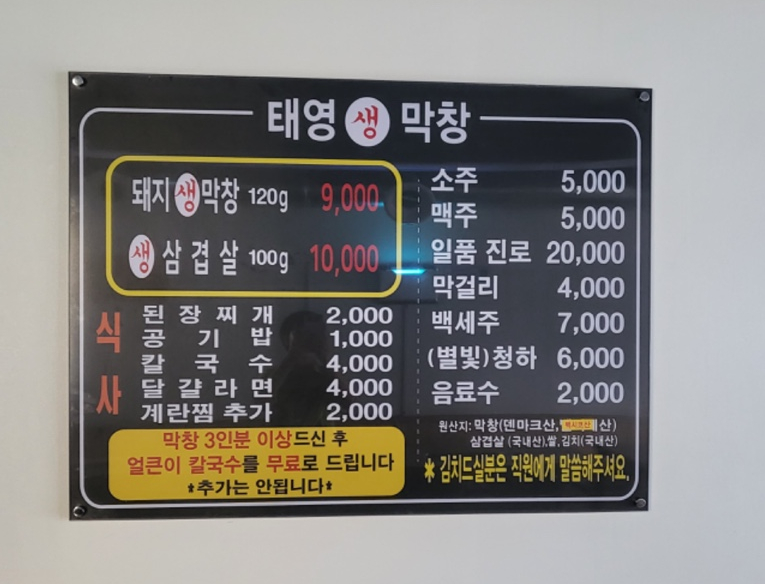 태영 생 막창
돼지 생 막창 120g 9,000
생 삼겹살 100g 10,000
식사
된장찌개 2,000
공기밥 1,000
칼국수 4,000
달걀라면 4,000
계란찜 추가 2,000
막창 3인분 이상드신 후
얼큰이 칼국수를 무료로 드립니다
*추가는 안됩니다*
소주 5,000
맥주 5,000
일품 진로 20,000
막걸리 4,000
백세주 7,000
(별빛)청하 6,000
음료수 2,000
원산지: 막창(덴마크산, 산)
삼겹살 (국내산),쌀,김치(국내산)
* 김치드실분은 직원에게 말씀해주셔요.